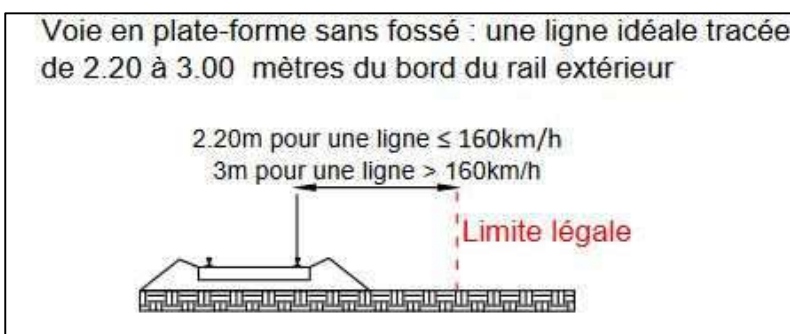 Voie en plate-forme sans fossé : une ligne idéale tracée
de 2.20 à 3.00 mètres du bord du rail extérieur
2.20m pour une ligne ≤ 160km/h
3m pour une ligne > 160km/h
Limite légale